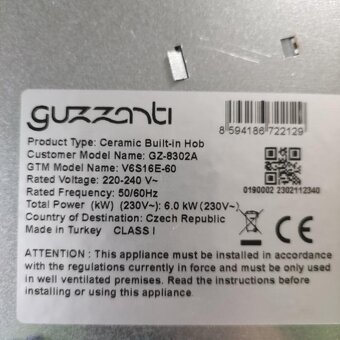 guzzanti
8 594186 722129
Product Type: Ceramic Built-in Hob
Customer Model Name: GZ-8302A
GTM Model Name: V6S16E-60
Rated Voltage: 220-240 V~
Rated Frequency: 50/60Hz
0190002 2302112340
Total Power (kW) (230V~): 6.0 kW (230V~)
Country of Destination: Czech Republic
Made in Turkey CLASS I
ATTENTION : This appliance must be installed in accordance
with the regulations currently in force and must be only used
in well ventilated premises. Read the instructions before
installing or using this appliance.